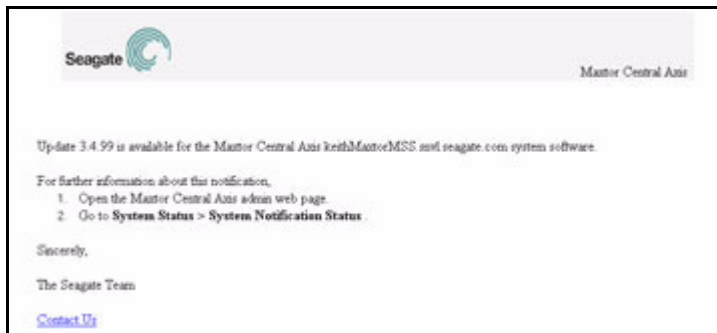 Seagate
Maxtor Central Axis
Update 3.4.99 is available for the Maxtor Central Axis keithMaxtorMSS.snvl.seagate.com system software.
For further information about this notification,
1. Open the Maxtor Central Axis admin web page.
2. Go to System Status > System Notification Status .
Sincerely,
The Seagate Team
Contact Us